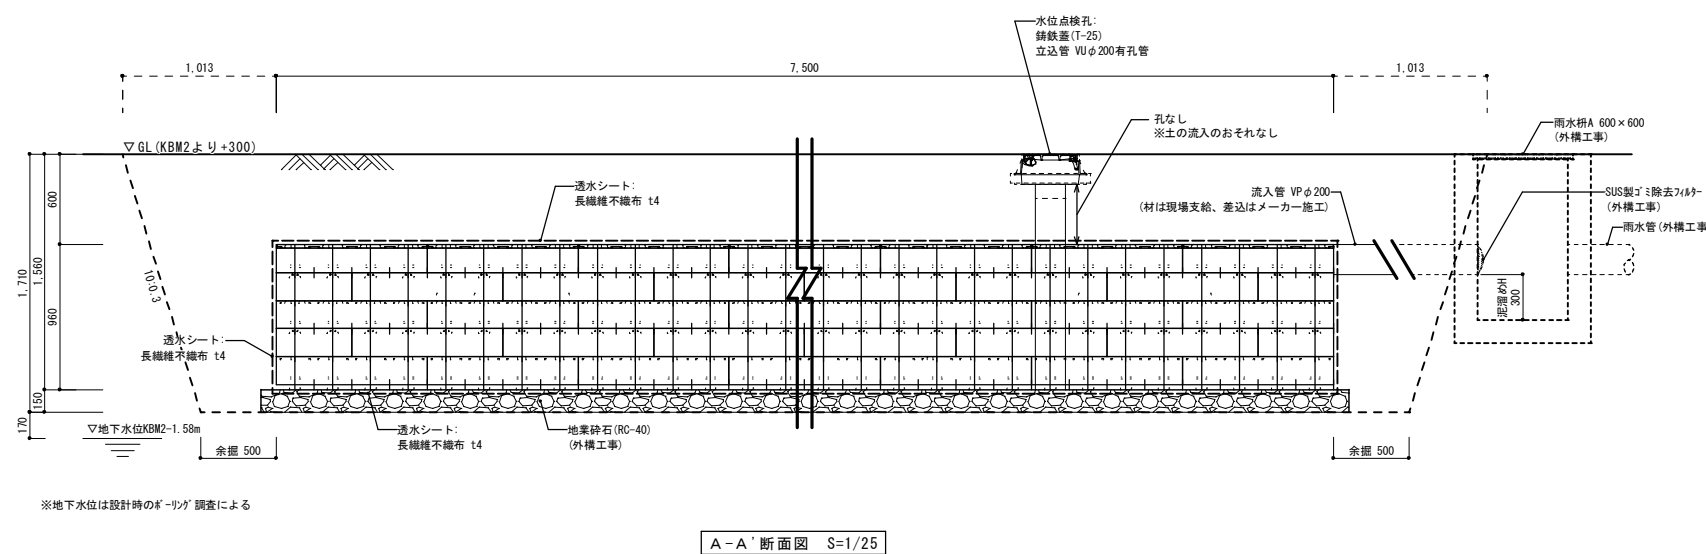 水位点検孔:
鋳鉄蓋(T-25)
立込管 VUφ200有孔管
1,013
7,500
1,013
孔なし
※土の流入のおそれなし
雨水枡A 600×600
(外構工事)
▽GL(KBM2より+300)
透水シート:
長繊維不織布 t4
流入管 VPφ200
(材は現場支給、差込はメーカー施工)
SUS製ゴミ除去フィルター
(外構工事)
雨水管(外構工事
600
1,710
1,560
960
150
170
10:0.3
泥溜めH
300
透水シート:
長繊維不織布 t4
▽地下水位KBM2-1.58m
透水シート:
長繊維不織布 t4
地業砕石(RC-40)
(外構工事)
余掘 500
余掘 500
※地下水位は設計時のボーリング調査による
A-A'断面図 S=1/25